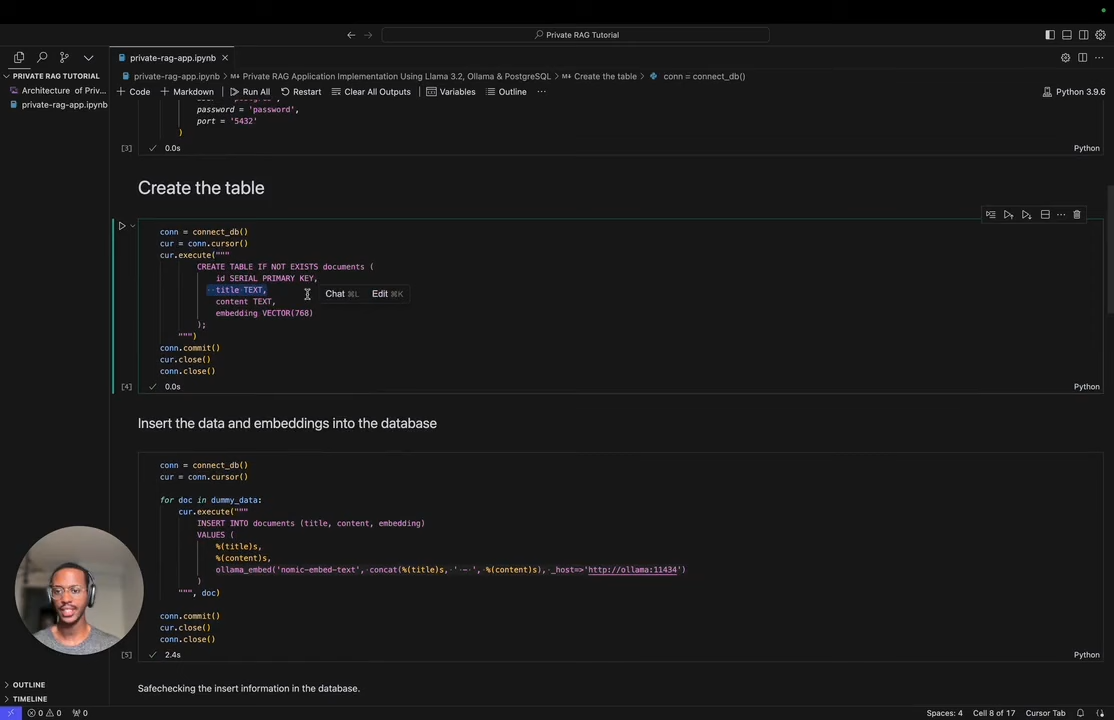 Private RAG Tutorial
private-rag-app.ipynb
PRIVATE RAG TUTORIAL
private-rag-app.ipynb > Private RAG Application Implementation Using Llama 3.2, Ollama & PostgreSQL > Create the table > conn = connect_db()
Architecture of Priv...
+ Code + Markdown Run All Restart Clear All Outputs Variables Outline ...
Python 3.9.6
private-rag-app.ipynb
password = 'password',
port = '5432'
)
[3] 0.0s Python
Create the table
conn = connect_db()
cur = conn.cursor()
cur.execute("""
CREATE TABLE IF NOT EXISTS documents (
id SERIAL PRIMARY KEY,
title TEXT,
Chat ⌘L Edit ⌘K
content TEXT,
embedding VECTOR(768)
);
""")
conn.commit()
cur.close()
conn.close()
[4] 0.0s Python
Insert the data and embeddings into the database
conn = connect_db()
cur = conn.cursor()
for doc in dummy_data:
cur.execute("""
INSERT INTO documents (title, content, embedding)
VALUES (
%(title)s,
%(content)s,
ollama_embed('nomic-embed-text', concat(%(title)s, ' - ', %(content)s), _host=>'http://ollama:11434')
)
""", doc)
conn.commit()
cur.close()
conn.close()
[5] 2.4s Python
OUTLINE
Safechecking the insert information in the database.
TIMELINE
0 0 0 Spaces: 4 Cell 8 of 17 Cursor Tab